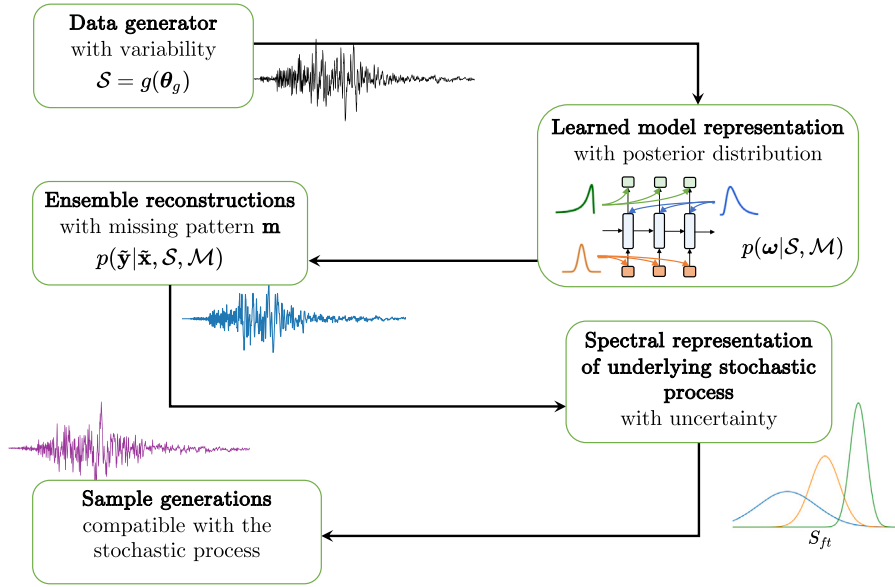 Data generator
with variability
𝒮 = g(𝜽_g)
Learned model representation
with posterior distribution
p(𝝎|𝒮, ℳ)
Ensemble reconstructions
with missing pattern 𝐦
p(𝐲̃|𝐱̃, 𝒮, ℳ)
Spectral representation
of underlying stochastic
process
with uncertainty
S_ft
Sample generations
compatible with the
stochastic process